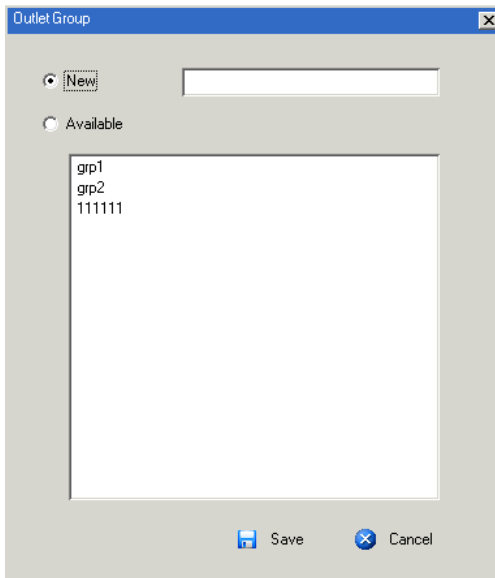 Outlet Group
New
Available
grp1
grp2
111111
Save
Cancel